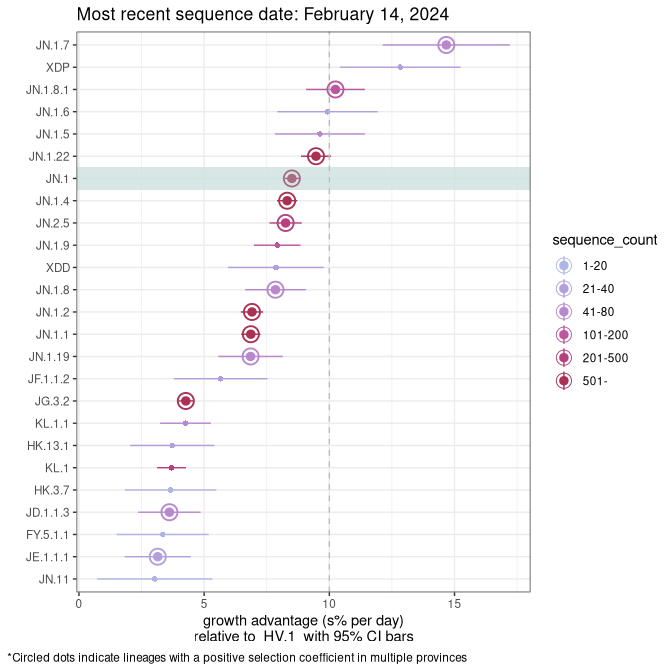 Most recent sequence date: February 14, 2024
JN.1.7
XDP
JN.1.8.1
JN.1.6
JN.1.5
JN.1.22
JN.1
JN.1.4
JN.2.5
JN.1.9
XDD
JN.1.8
JN.1.2
JN.1.1
JN.1.19
JF.1.1.2
JG.3.2
KL.1.1
HK.13.1
KL.1
HK.3.7
JD.1.1.3
FY.5.1.1
JE.1.1.1
JN.11
0 5 10 15
growth advantage (s% per day)
relative to HV.1 with 95% CI bars
sequence_count
1-20
21-40
41-80
101-200
201-500
501-
*Circled dots indicate lineages with a positive selection coefficient in multiple provinces